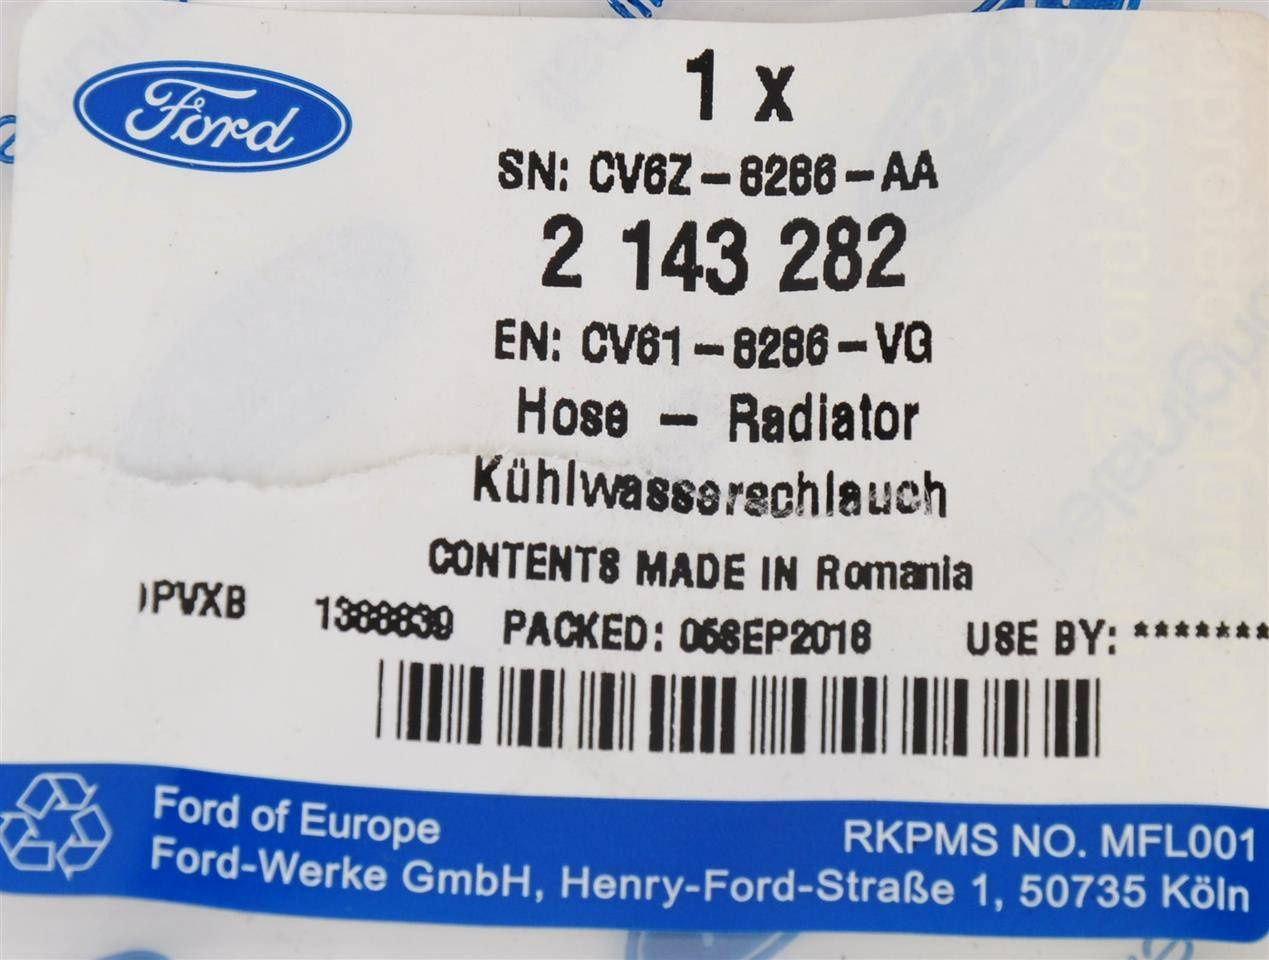 Ford
1 x
SN: CV6Z-8286-AA
2 143 282
EN: CV61-8286-VG
Hose - Radiator
Kühlwasserschlauch
CONTENTS MADE IN Romania
PVXB 1388839 PACKED: 05SEP2018 USE BY: *******
Ford of Europe
RKPMS NO. MFL001
Ford-Werke GmbH, Henry-Ford-Straße 1, 50735 Köln